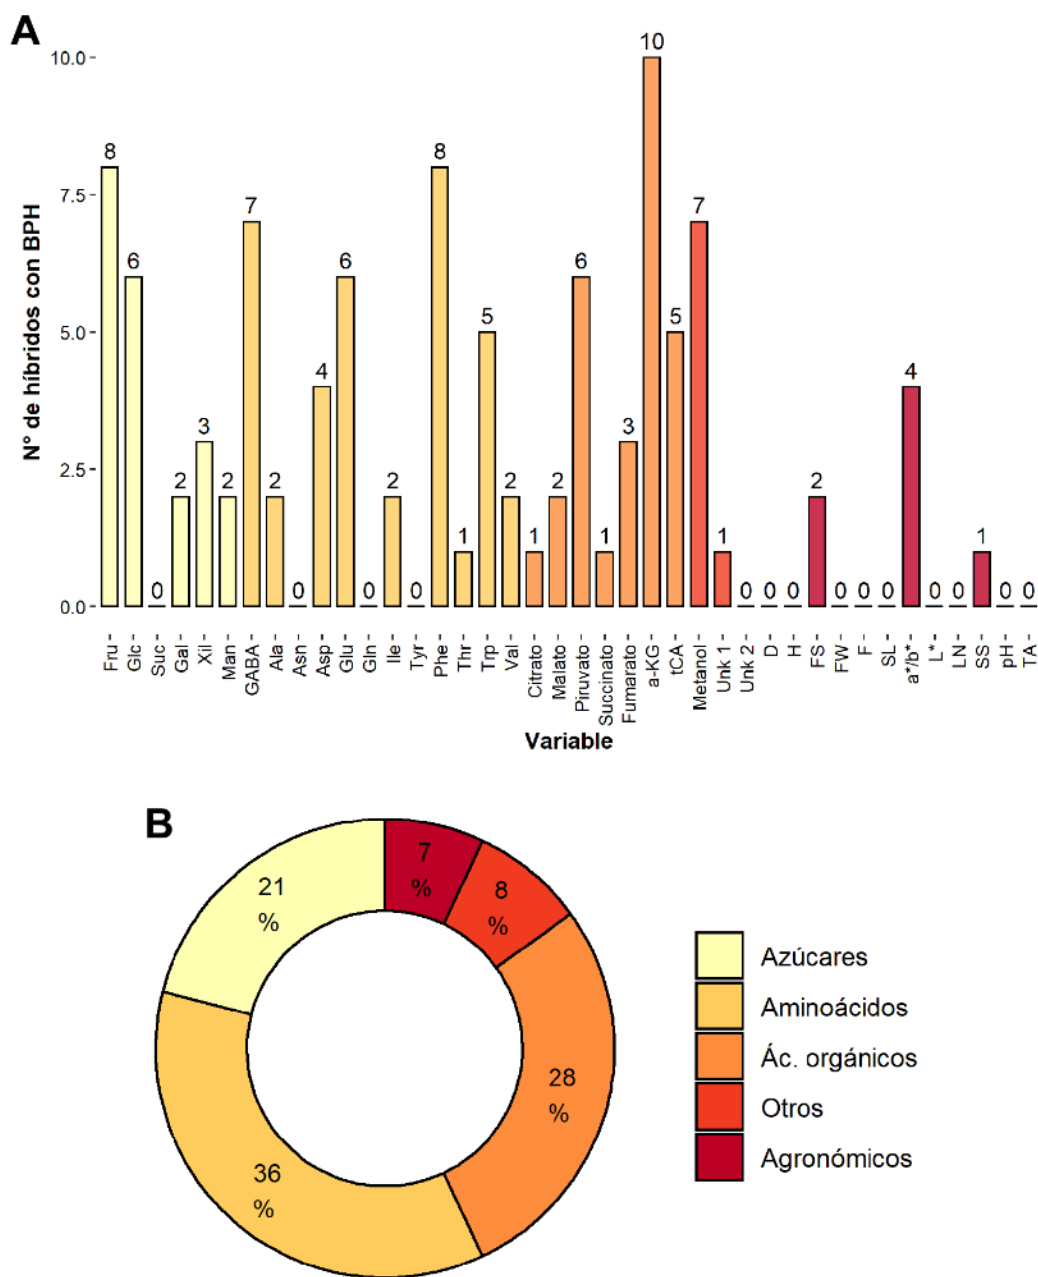 A
N° de híbridos con BPH
10.0
7.5
5.0
2.5
0.0
8 6 0 2 3 2 7 2 0 4 6 0 2 0 8 1 5 2 1 2 6 1 3 10 5 7 1 0 0 0 2 0 0 0 4 0 0 1 0 0
Fru Glc Suc Gal Xil Man GABA Ala Asn Asp Glu Gln Ile Tyr Phe Thr Trp Val Citrato Malato Piruvato Succinato Fumarato a-KG tCA Metanol Unk 1 Unk 2 D H FS FW F SL a*/b* L* LN SS pH TA
Variable
B
7
%
8
%
21
%
28
%
36
%
Azúcares
Aminoácidos
Ác. orgánicos
Otros
Agronómicos